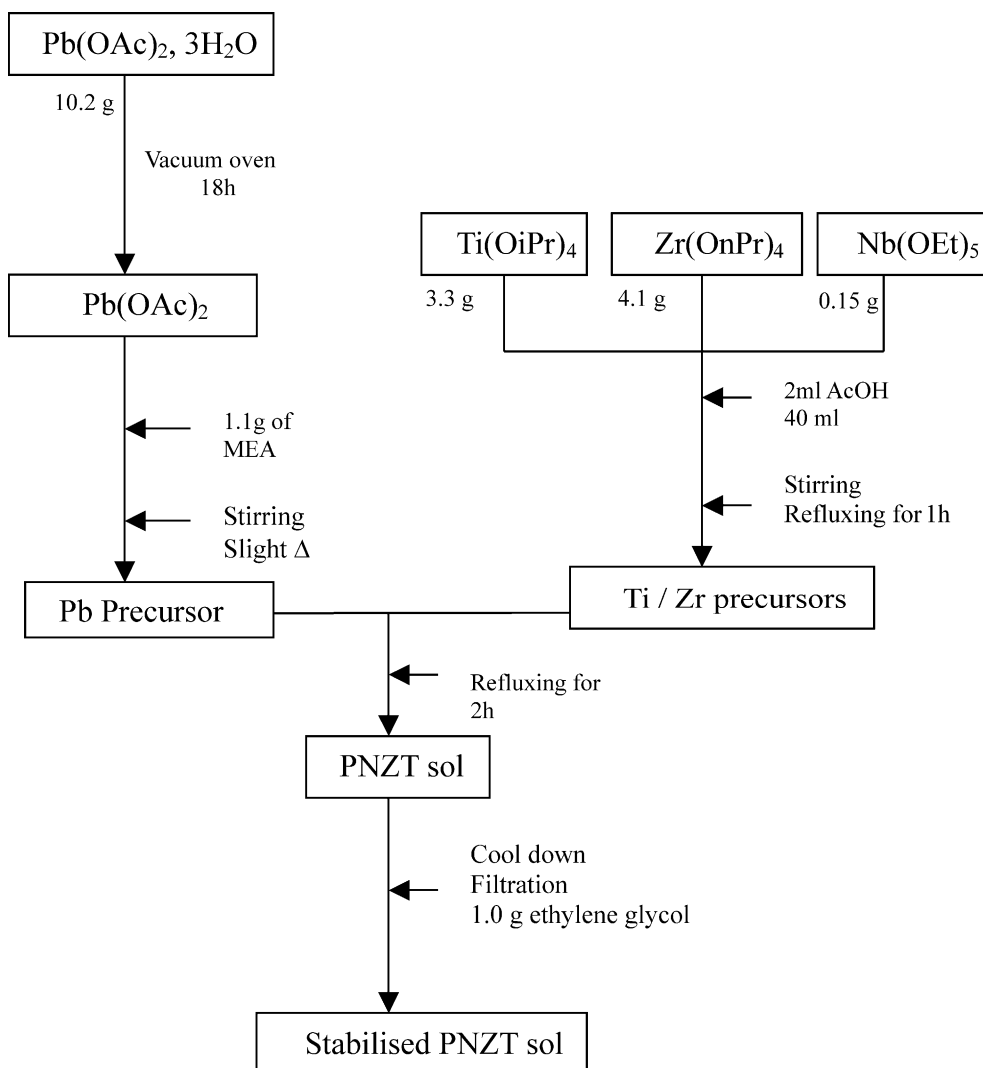 Pb(OAc)₂, 3H₂O
10.2 g
Vacuum oven
18h
Pb(OAc)₂
1.1g of
MEA
Stirring
Slight Δ
Pb Precursor
Ti(OiPr)₄
Zr(OnPr)₄
Nb(OEt)₅
3.3 g
4.1 g
0.15 g
2ml AcOH
40 ml
Stirring
Refluxing for 1h
Ti / Zr precursors
Refluxing for
2h
PNZT sol
Cool down
Filtration
1.0 g ethylene glycol
Stabilised PNZT sol